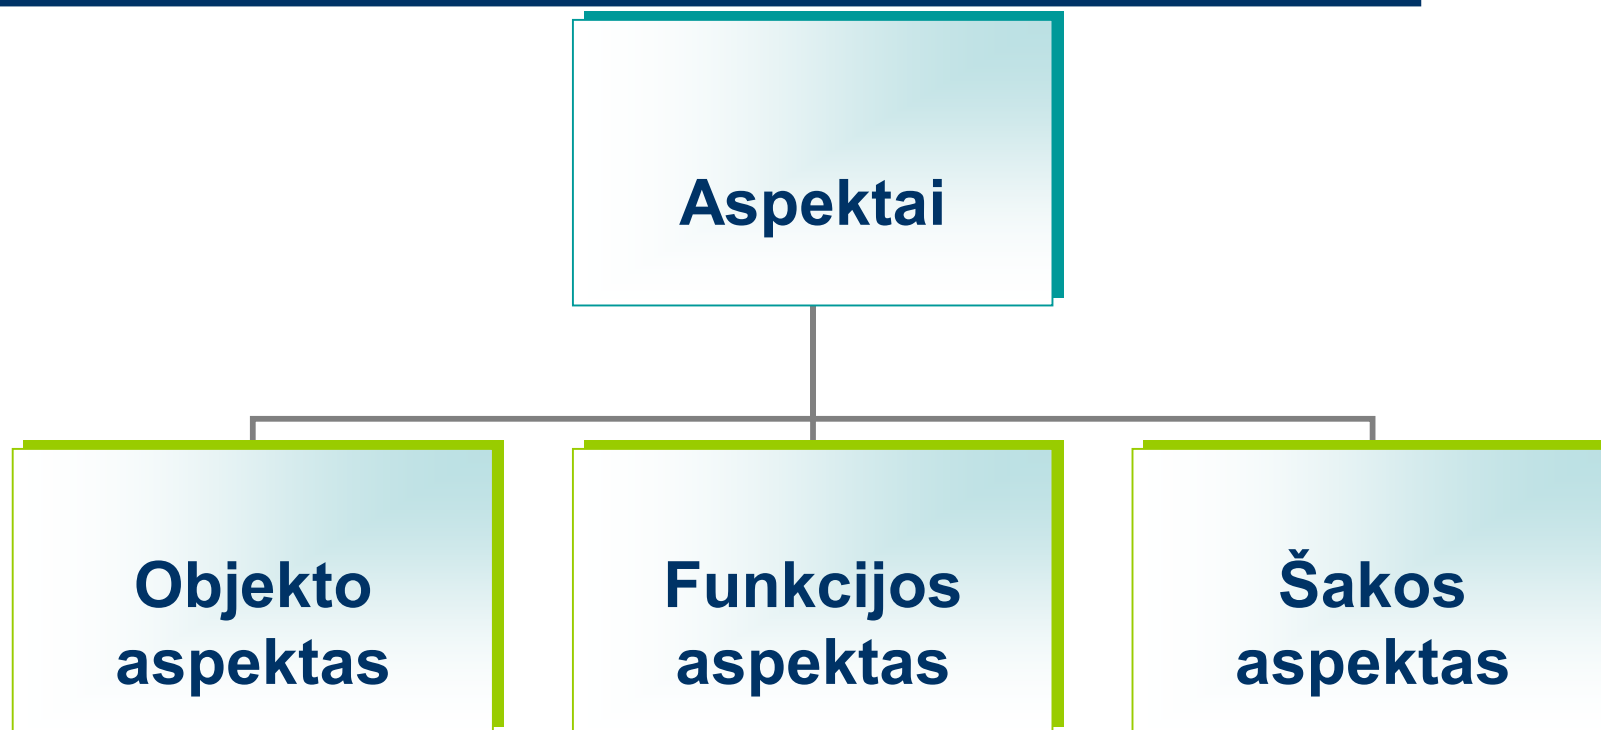 Aspektai
Objekto
aspektas
Funkcijos
aspektas
Šakos
aspektas